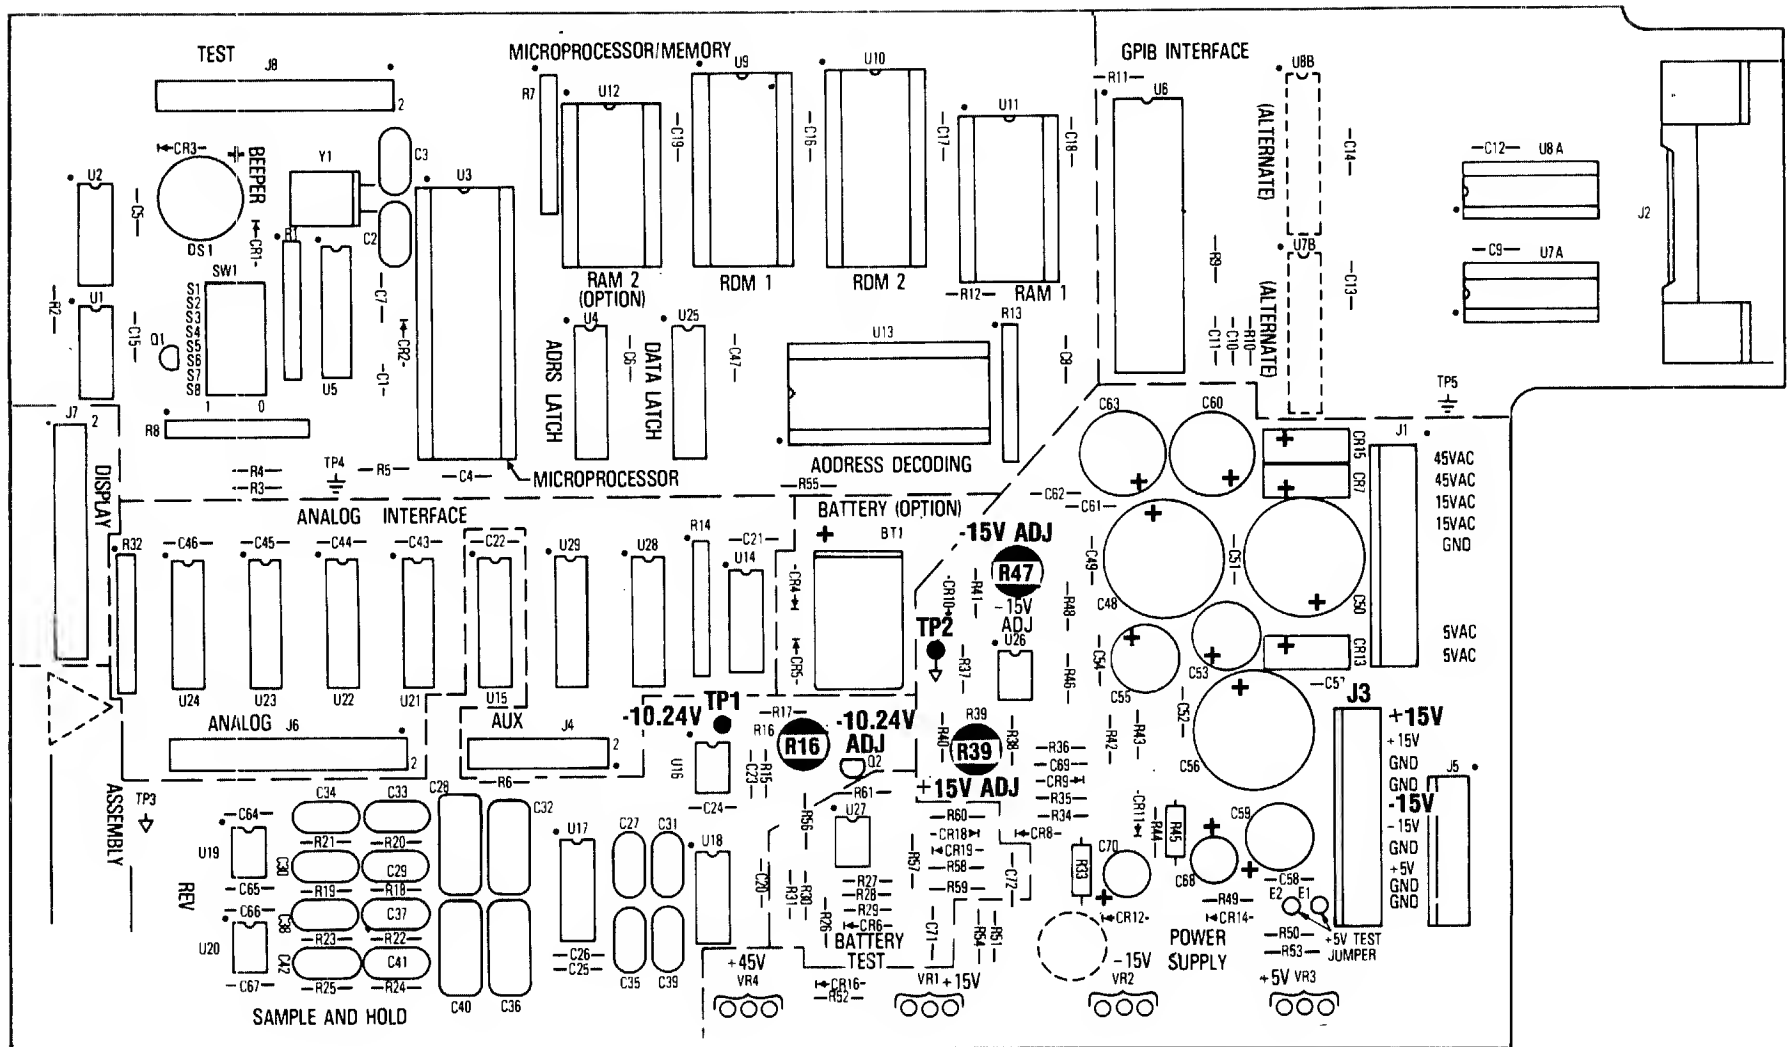 TEST
MICROPROCESSOR/MEMORY
GPIB INTERFACE
J8
2
R7
U12
U9
U10
U11
R11
U6
U8B
(ALTERNATE)
C14
C12
U8A
J2
C19
C16
C17
C18
CR3
BEEPER
Y1
C3
U3
U2
C5
DS1
CR1
R1
C2
C7
RAM 2
(OPTION)
RDM 1
RDM 2
R12
RAM 1
R9
U7B
(ALTERNATE)
C13
C9
U7A
SW1
S1
S2
S3
S4
S5
S6
S7
S8
1 0
R2
U1
C15
Q1
U5
CR2
C1
U4
ADRS LATCH
C6
U25
DATA LATCH
C47
U13
R13
C8
C11
C10
R10
TP5
J7
2
R8
R4
R3
TP4
R5
C4
MICROPROCESSOR
AODRESS DECODING
R55
C63
C60
CR15
CR7
J1
45VAC
45VAC
15VAC
15VAC
GND
5VAC
5VAC
DISPLAY
ANALOG INTERFACE
BATTERY (OPTION)
C62
C61
R32
C46
C45
C44
C43
C22
U29
U28
R14
C21
U14
+
BT1
-15V ADJ
R47
-15V
ADJ
C49
C48
C51
C50
CR4
CR5
CR10
R41
R48
TP2
U26
R37
R46
C54
C55
C53
CR13
C57
U24
U23
U22
U21
U15
ANALOG
J6
2
AUX
J4
2
R6
-10.24V
TP1
R17
R16
R16
-10.24V
ADJ
U16
C23
R15
Q2
C24
R61
R40
R39
R39
R38
+15V ADJ
R36
C69
CR9
R35
R34
R42
R43
C52
C56
J3
+15V
+15V
GND
GND
-15V
-15V
GND
+5V
GND
GND
J5
ASSEMBLY
TP3
REV
C64
U19
C65
C66
U20
C67
C34
C33
R21
R20
C30
C29
R19
R18
C38
C37
R23
R22
C42
C41
R25
R24
C28
C32
C40
C36
U17
C26
C25
C27
C31
C35
C39
U18
C20
R56
U27
R31
R30
R26
R27
R28
R29
CR6
BATTERY
TEST
R57
R60
CR18
CR19
R58
R59
CR8
C72
C71
R54
R51
R33
C70
CR12
CR11
R44
R45
C68
C59
C58
R49
CR14
E2
E1
R50
R53
+5V TEST
JUMPER
POWER
SUPPLY
SAMPLE AND HOLD
+45V
VR4
CR16
R52
VR1
+15V
-15V
VR2
+5V
VR3